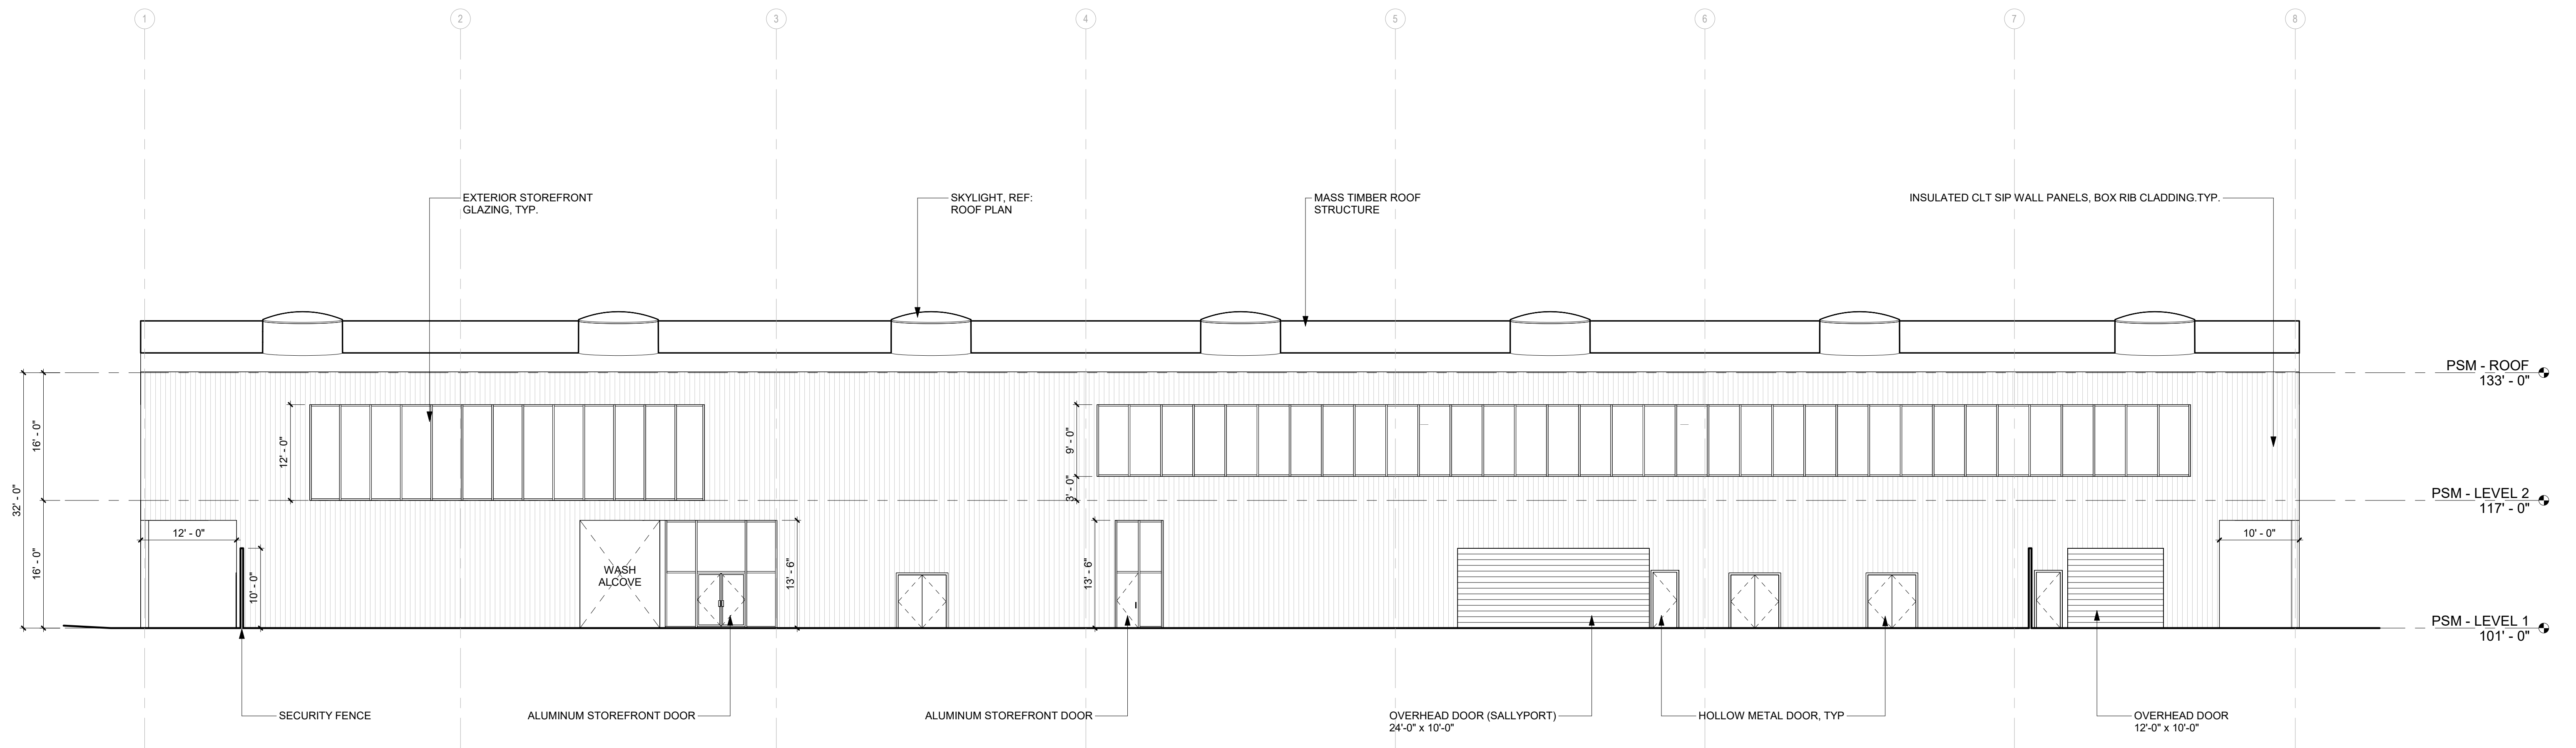 1
2
3
4
5
6
7
8
EXTERIOR STOREFRONT
GLAZING, TYP.
SKYLIGHT, REF:
ROOF PLAN
MASS TIMBER ROOF
STRUCTURE
INSULATED CLT SIP WALL PANELS, BOX RIB CLADDING.TYP.
PSM - ROOF
133' - 0"
PSM - LEVEL 2
117' - 0"
PSM - LEVEL 1
101' - 0"
32' - 0"
16' - 0"
16' - 0"
12' - 0"
9' - 0"
3' - 0"
12' - 0"
10' - 0"
WASH
ALCOVE
13' - 6"
13' - 6"
10' - 0"
SECURITY FENCE
ALUMINUM STOREFRONT DOOR
ALUMINUM STOREFRONT DOOR
OVERHEAD DOOR (SALLYPORT)
24'-0" x 10'-0"
HOLLOW METAL DOOR, TYP
OVERHEAD DOOR
12'-0" x 10'-0"